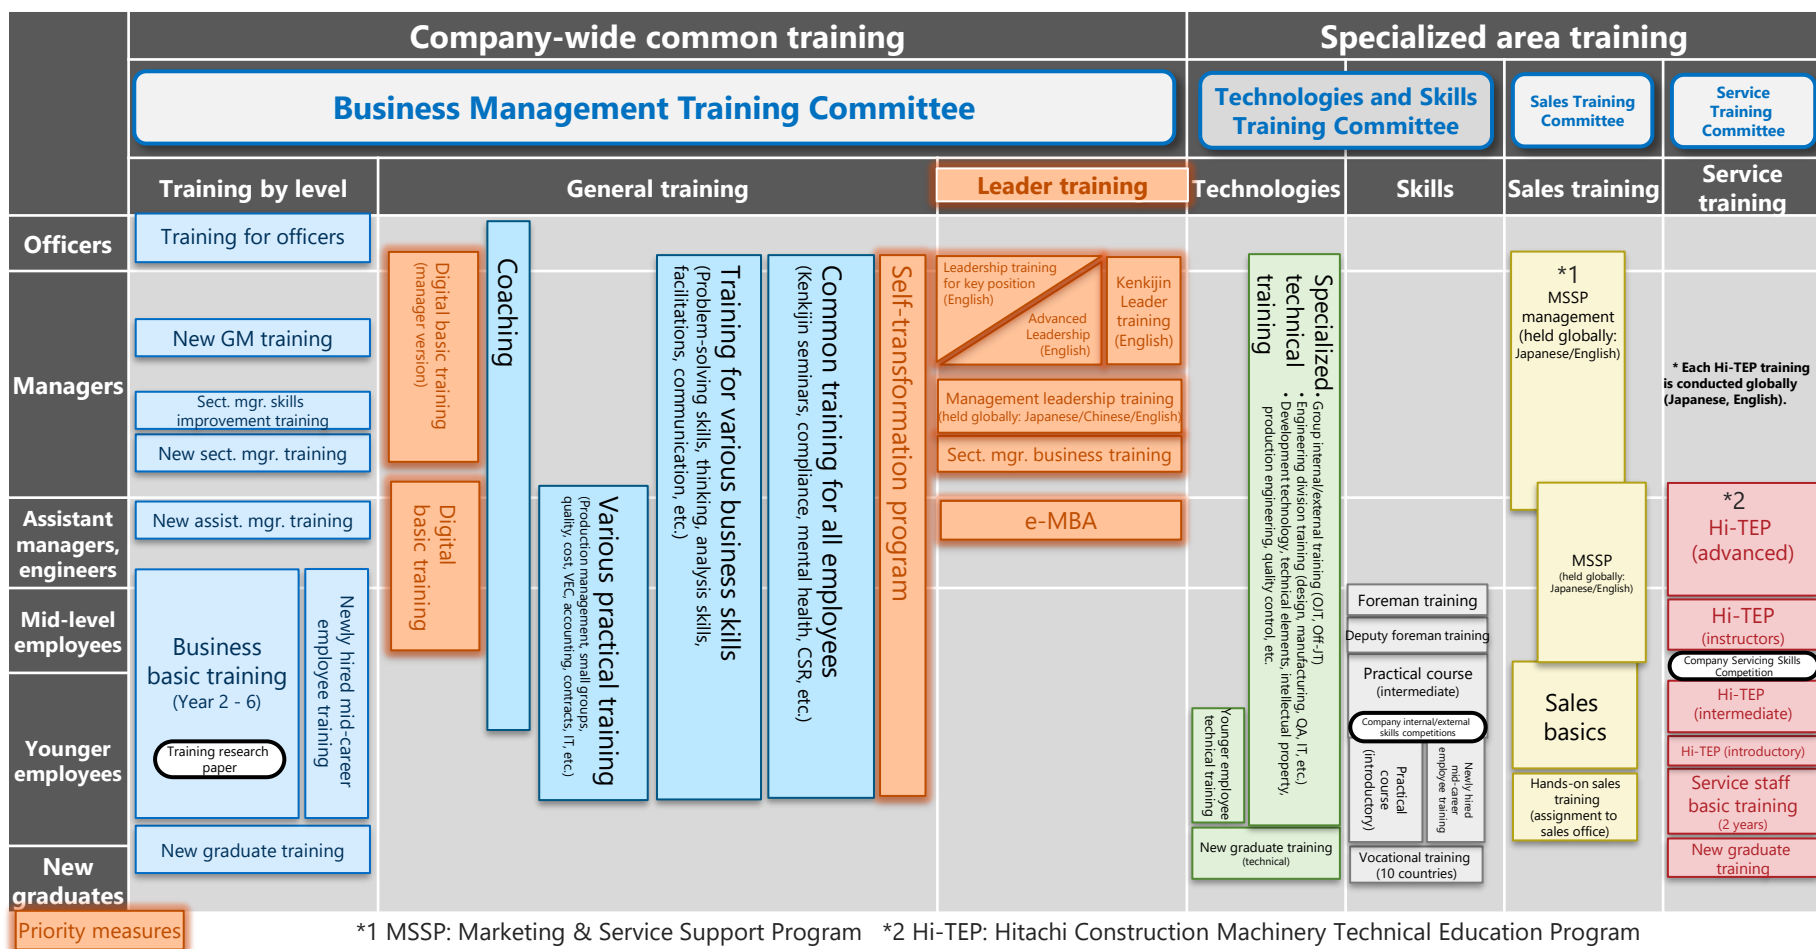 Company-wide common training
Specialized area training
Business Management Training Committee
Technologies and Skills
Training Committee
Sales Training
Committee
Service
Training
Committee
Training by level
General training
Leader training
Technologies
Skills
Sales training
Service
training
Officers
Managers
Assistant
managers,
engineers
Mid-level
employees
Younger
employees
New
graduates
Training for officers
New GM training
Sect. mgr. skills
improvement training
New sect. mgr. training
New assist. mgr. training
Business
basic training
(Year 2 - 6)
Training research
paper
Newly hired mid-career
employee training
New graduate training
Digital basic training
(manager version)
Digital
basic training
Coaching
Various practical training
(Production management, small groups,
quality, cost, VEC, accounting, contracts, IT, etc.)
Training for various business skills
(Problem-solving skills, thinking, analysis skills,
facilitations, communication, etc.)
Common training for all employees
(Kenkijin seminars, compliance, mental health, CSR, etc.)
Self-transformation program
Leadership training
for key position
(English)
Advanced
Leadership
(English)
Kenkijin
Leader
training
(English)
Management leadership training
(held globally: Japanese/Chinese/English)
Sect. mgr. business training
e-MBA
Specialized
technical
training
• Group internal/external training (OJT, Off-JT)
• Engineering division training (design, manufacturing, QA, IT, etc.)
• Development technology, technical elements, intellectual property,
production engineering, quality control, etc.
Younger employee
technical training
New graduate training
(technical)
Foreman training
Deputy foreman training
Practical course
(intermediate)
Company internal/external
skills competitions
Practical
course
(introductory)
Newly hired
mid-career
employee training
Vocational training
(10 countries)
*1
MSSP
management
(held globally:
Japanese/English)
MSSP
(held globally:
Japanese/English)
Sales
basics
Hands-on sales
training
(assignment to
sales office)
* Each Hi-TEP training
is conducted globally
(Japanese, English).
*2
Hi-TEP
(advanced)
Hi-TEP
(instructors)
Company Servicing Skills
Competition
Hi-TEP
(intermediate)
Hi-TEP (introductory)
Service staff
basic training
(2 years)
New graduate
training
Priority measures
*1 MSSP: Marketing & Service Support Program *2 Hi-TEP: Hitachi Construction Machinery Technical Education Program